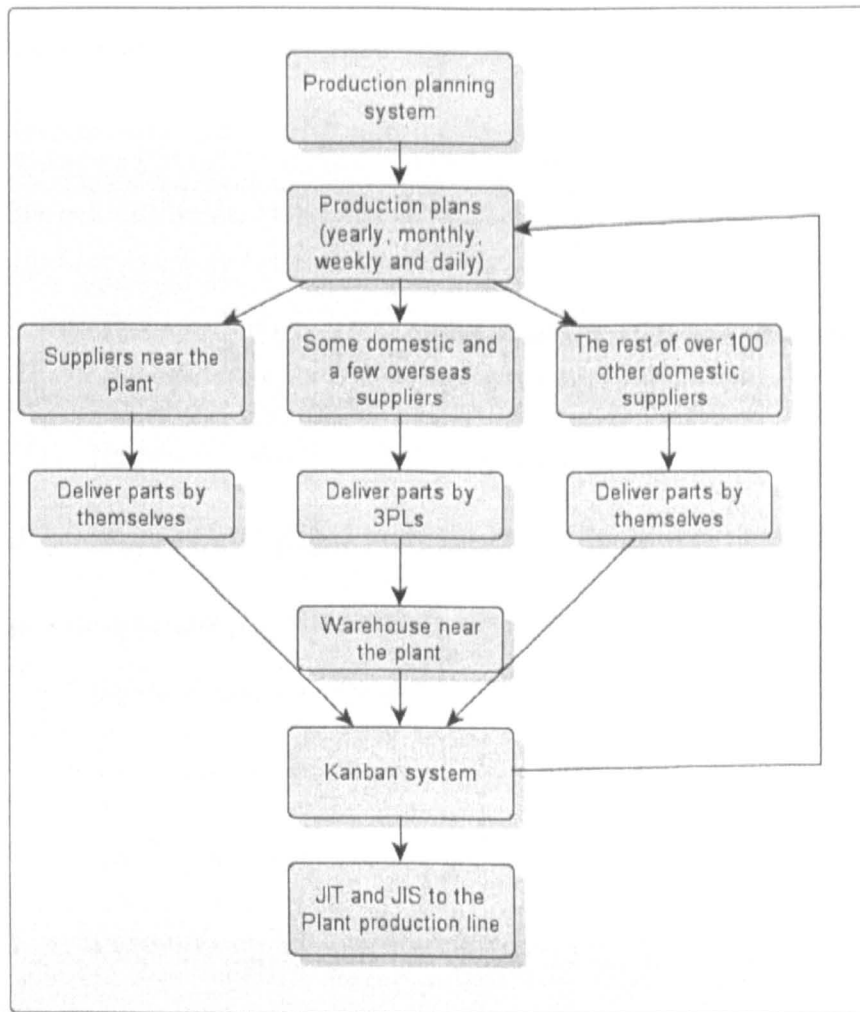 Production planning
system
Production plans
(yearly, monthly,
weekly and daily)
Suppliers near the
plant
Some domestic and
a few overseas
suppliers
The rest of over 100
other domestic
suppliers
Deliver parts by
themselves
Deliver parts by
3PLs
Deliver parts by
themselves
Warehouse near
the plant
Kanban system
JIT and JIS to the
Plant production line